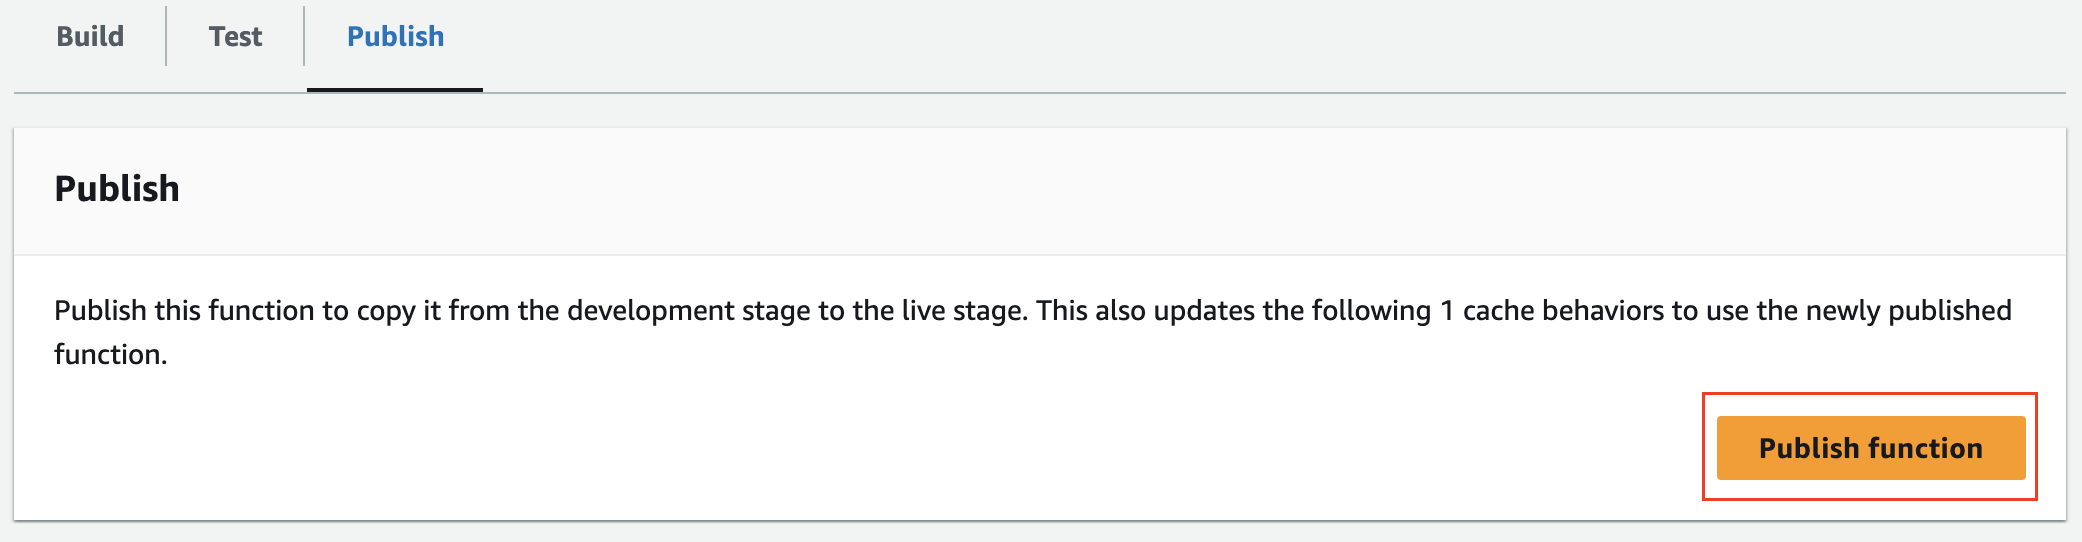 Build
Test
Publish
Publish
Publish this function to copy it from the development stage to the live stage. This also updates the following 1 cache behaviors to use the newly published
function.
Publish function